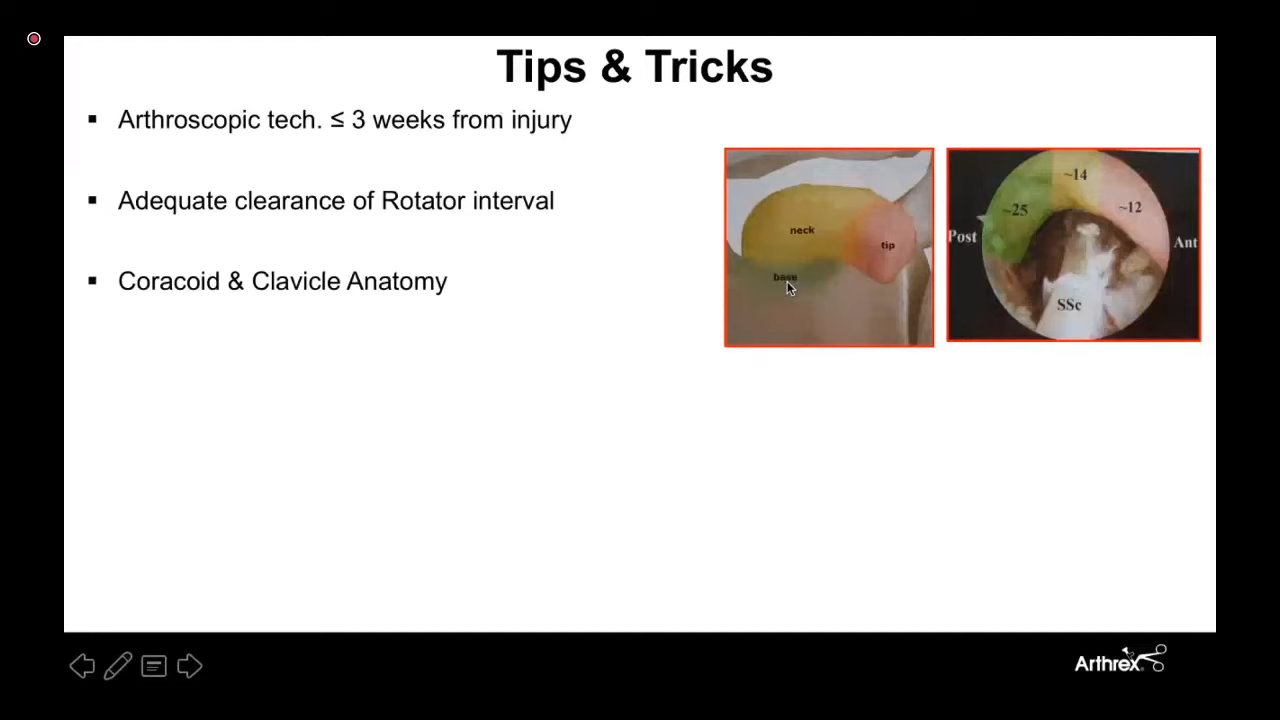 Tips & Tricks
▪ Arthroscopic tech. ≤ 3 weeks from injury
▪ Adequate clearance of Rotator interval
▪ Coracoid & Clavicle Anatomy
neck
tip
base
~14
~25
~12
Post
Ant
SSc
Arthrex